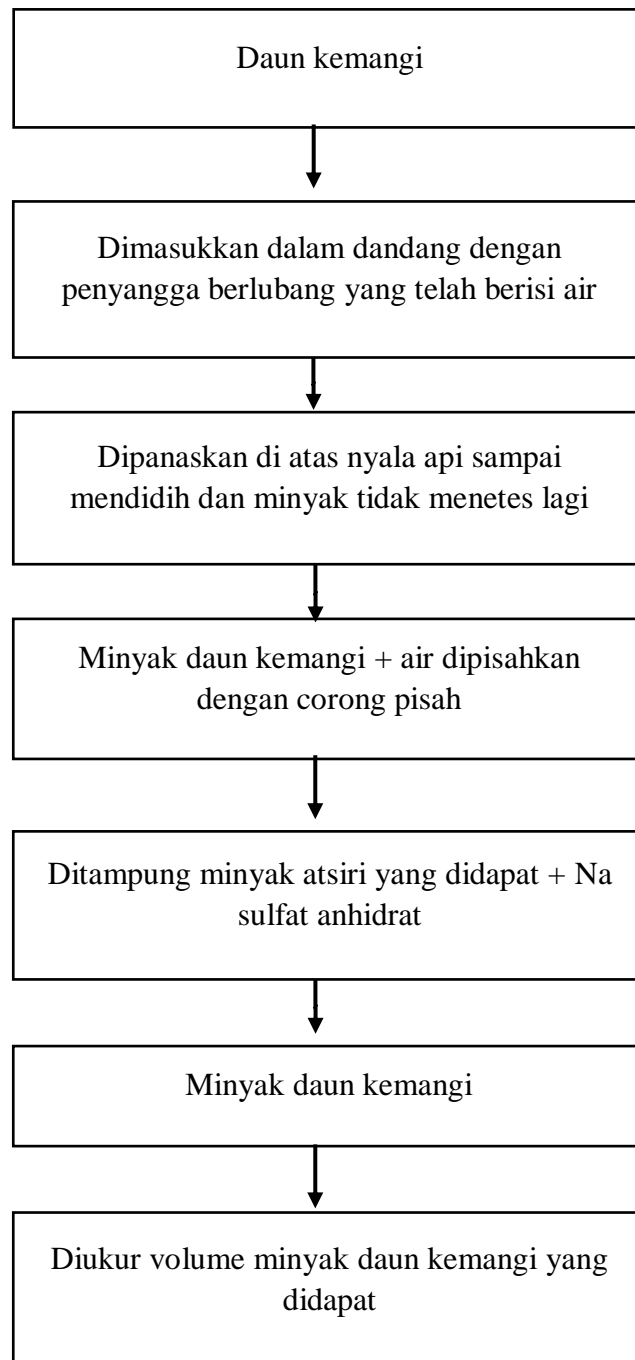 Daun kemangi
Dimasukkan dalam dandang dengan
penyangga berlubang yang telah berisi air
Dipanaskan di atas nyala api sampai
mendidih dan minyak tidak menetes lagi
Minyak daun kemangi + air dipisahkan
dengan corong pisah
Ditampung minyak atsiri yang didapat + Na
sulfat anhidrat
Minyak daun kemangi
Diukur volume minyak daun kemangi yang
didapat